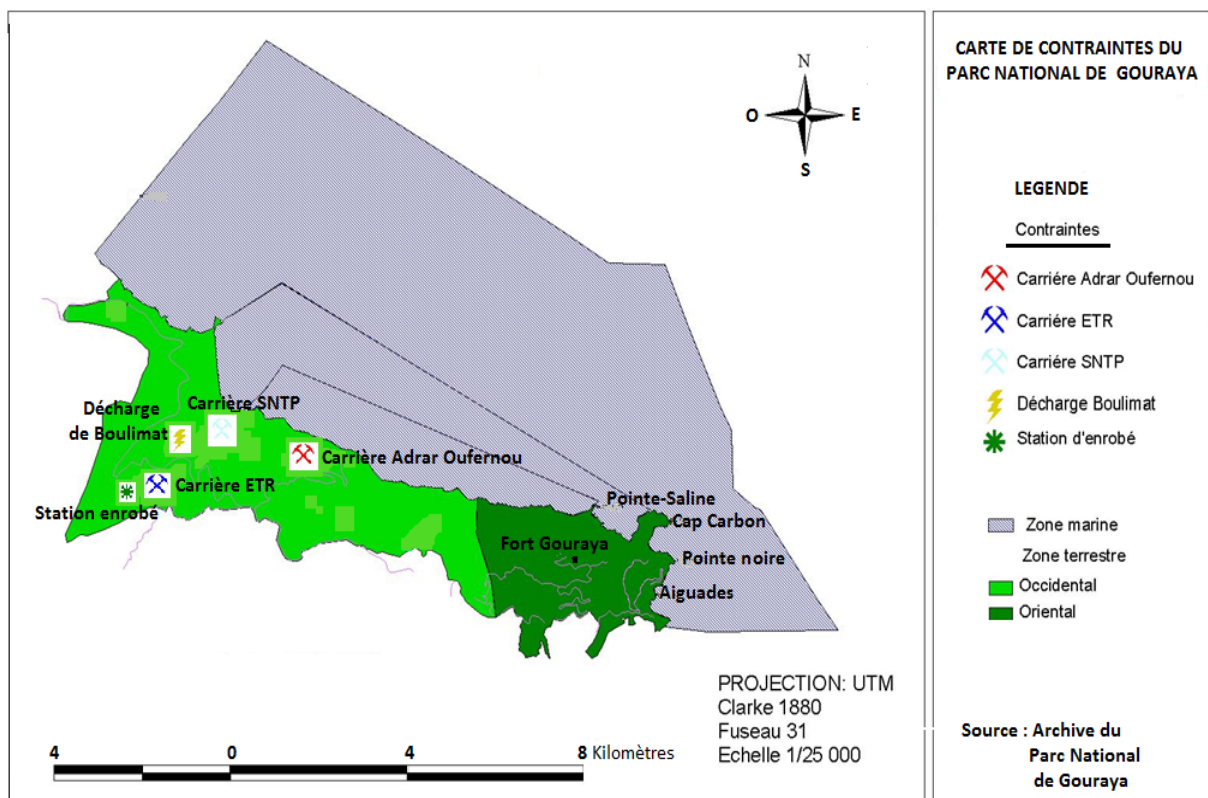 CARTE DE CONTRAINTES DU
PARC NATIONAL DE GOURAYA
N
O
E
S
LEGENDE
Contraintes
Carriére Adrar Oufernou
Carriére ETR
Carriére SNTP
Décharge Boulimat
Station d'enrobé
Zone marine
Zone terrestre
Occidental
Oriental
Carrière SNTP
Décharge
de Boulimat
Carrière Adrar Oufernou
Carrière ETR
Station enrobé
Pointe-Saline
Cap Carbon
Fort Gouraya
Pointe noire
Aiguades
PROJECTION: UTM
Clarke 1880
Fuseau 31
Echelle 1/25 000
4 0 4 8 Kilomètres
Source : Archive du
Parc National
de Gouraya